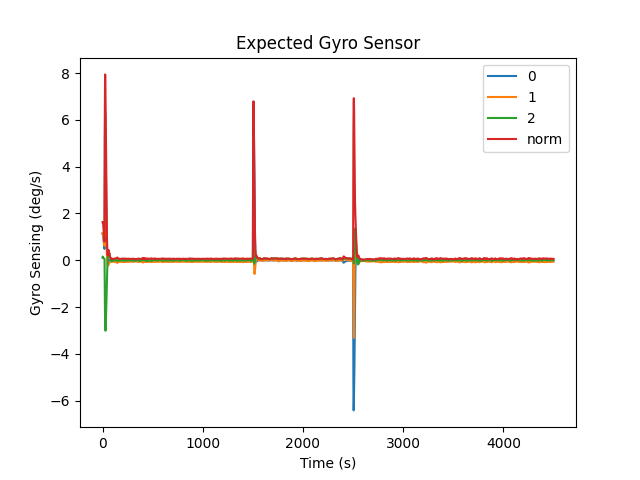 Expected Gyro Sensor
0
1
2
norm
Gyro Sensing (deg/s)
8
6
4
2
0
−2
−4
−6
0 1000 2000 3000 4000
Time (s)